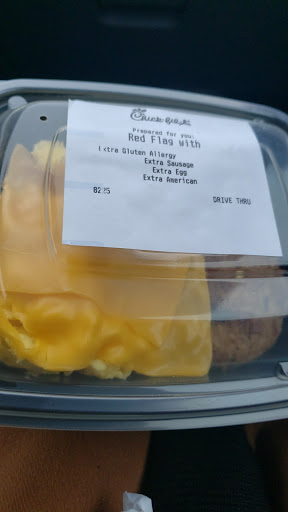 Chick-fil-A
Prepared for you:
Red Flag with
Extra Gluten Allergy
Extra Sausage
Extra Egg
Extra American
8225
DRIVE THRU